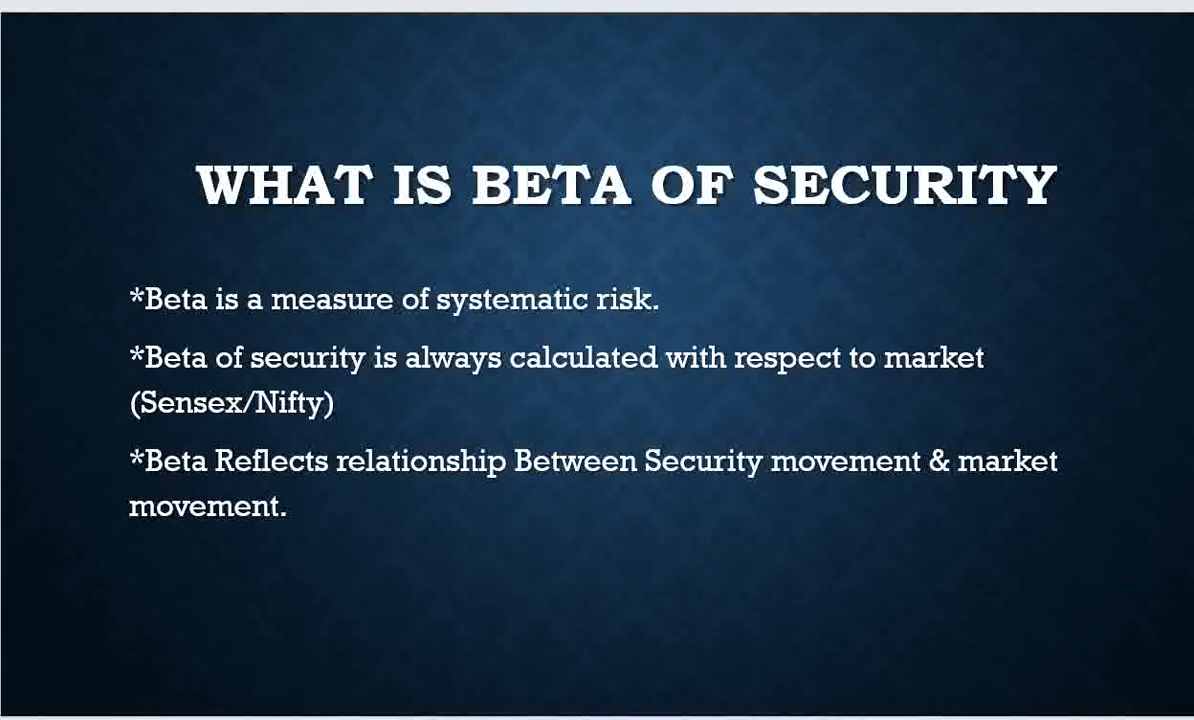 WHAT IS BETA OF SECURITY
*Beta is a measure of systematic risk.
*Beta of security is always calculated with respect to market
(Sensex/Nifty)
*Beta Reflects relationship Between Security movement & market
movement.